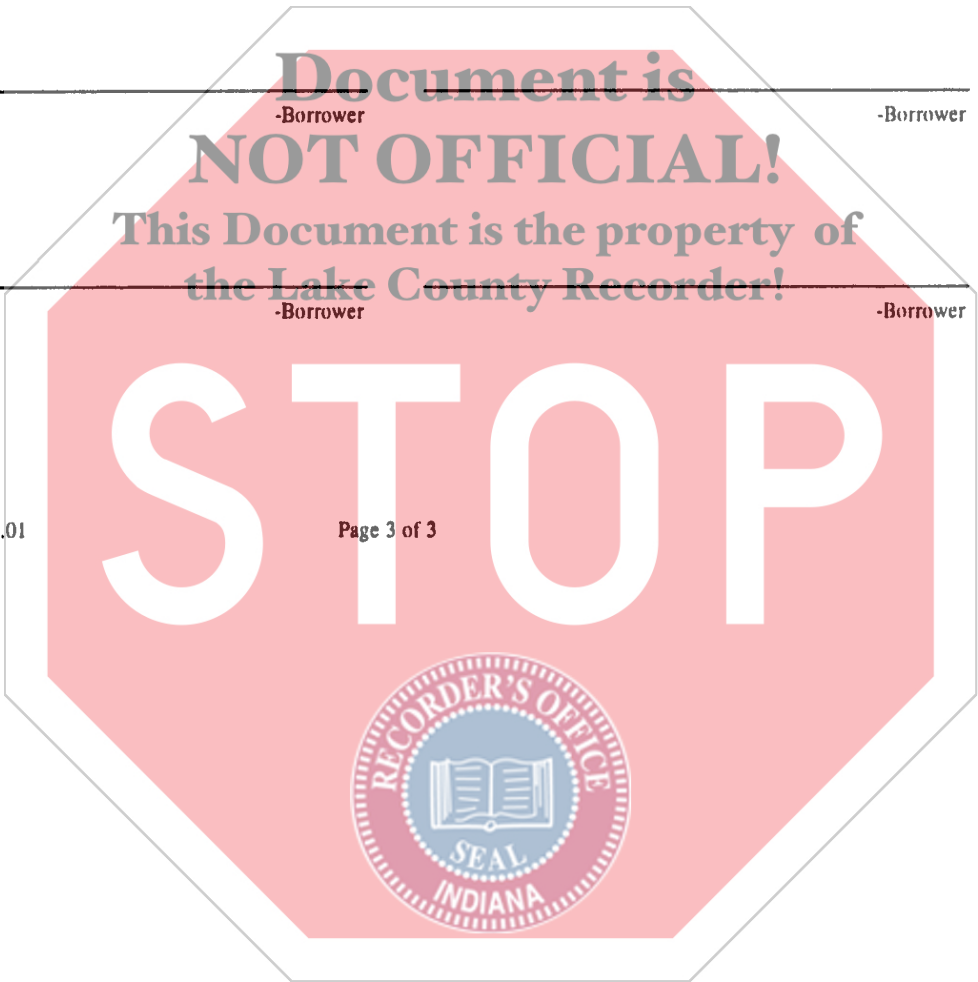 Document is
-Borrower -Borrower
NOT OFFICIAL!
This Document is the property of
the Lake County Recorder!
-Borrower -Borrower
STOP
.01 Page 3 of 3
RECORDER'S OFFICE
SEAL
INDIANA